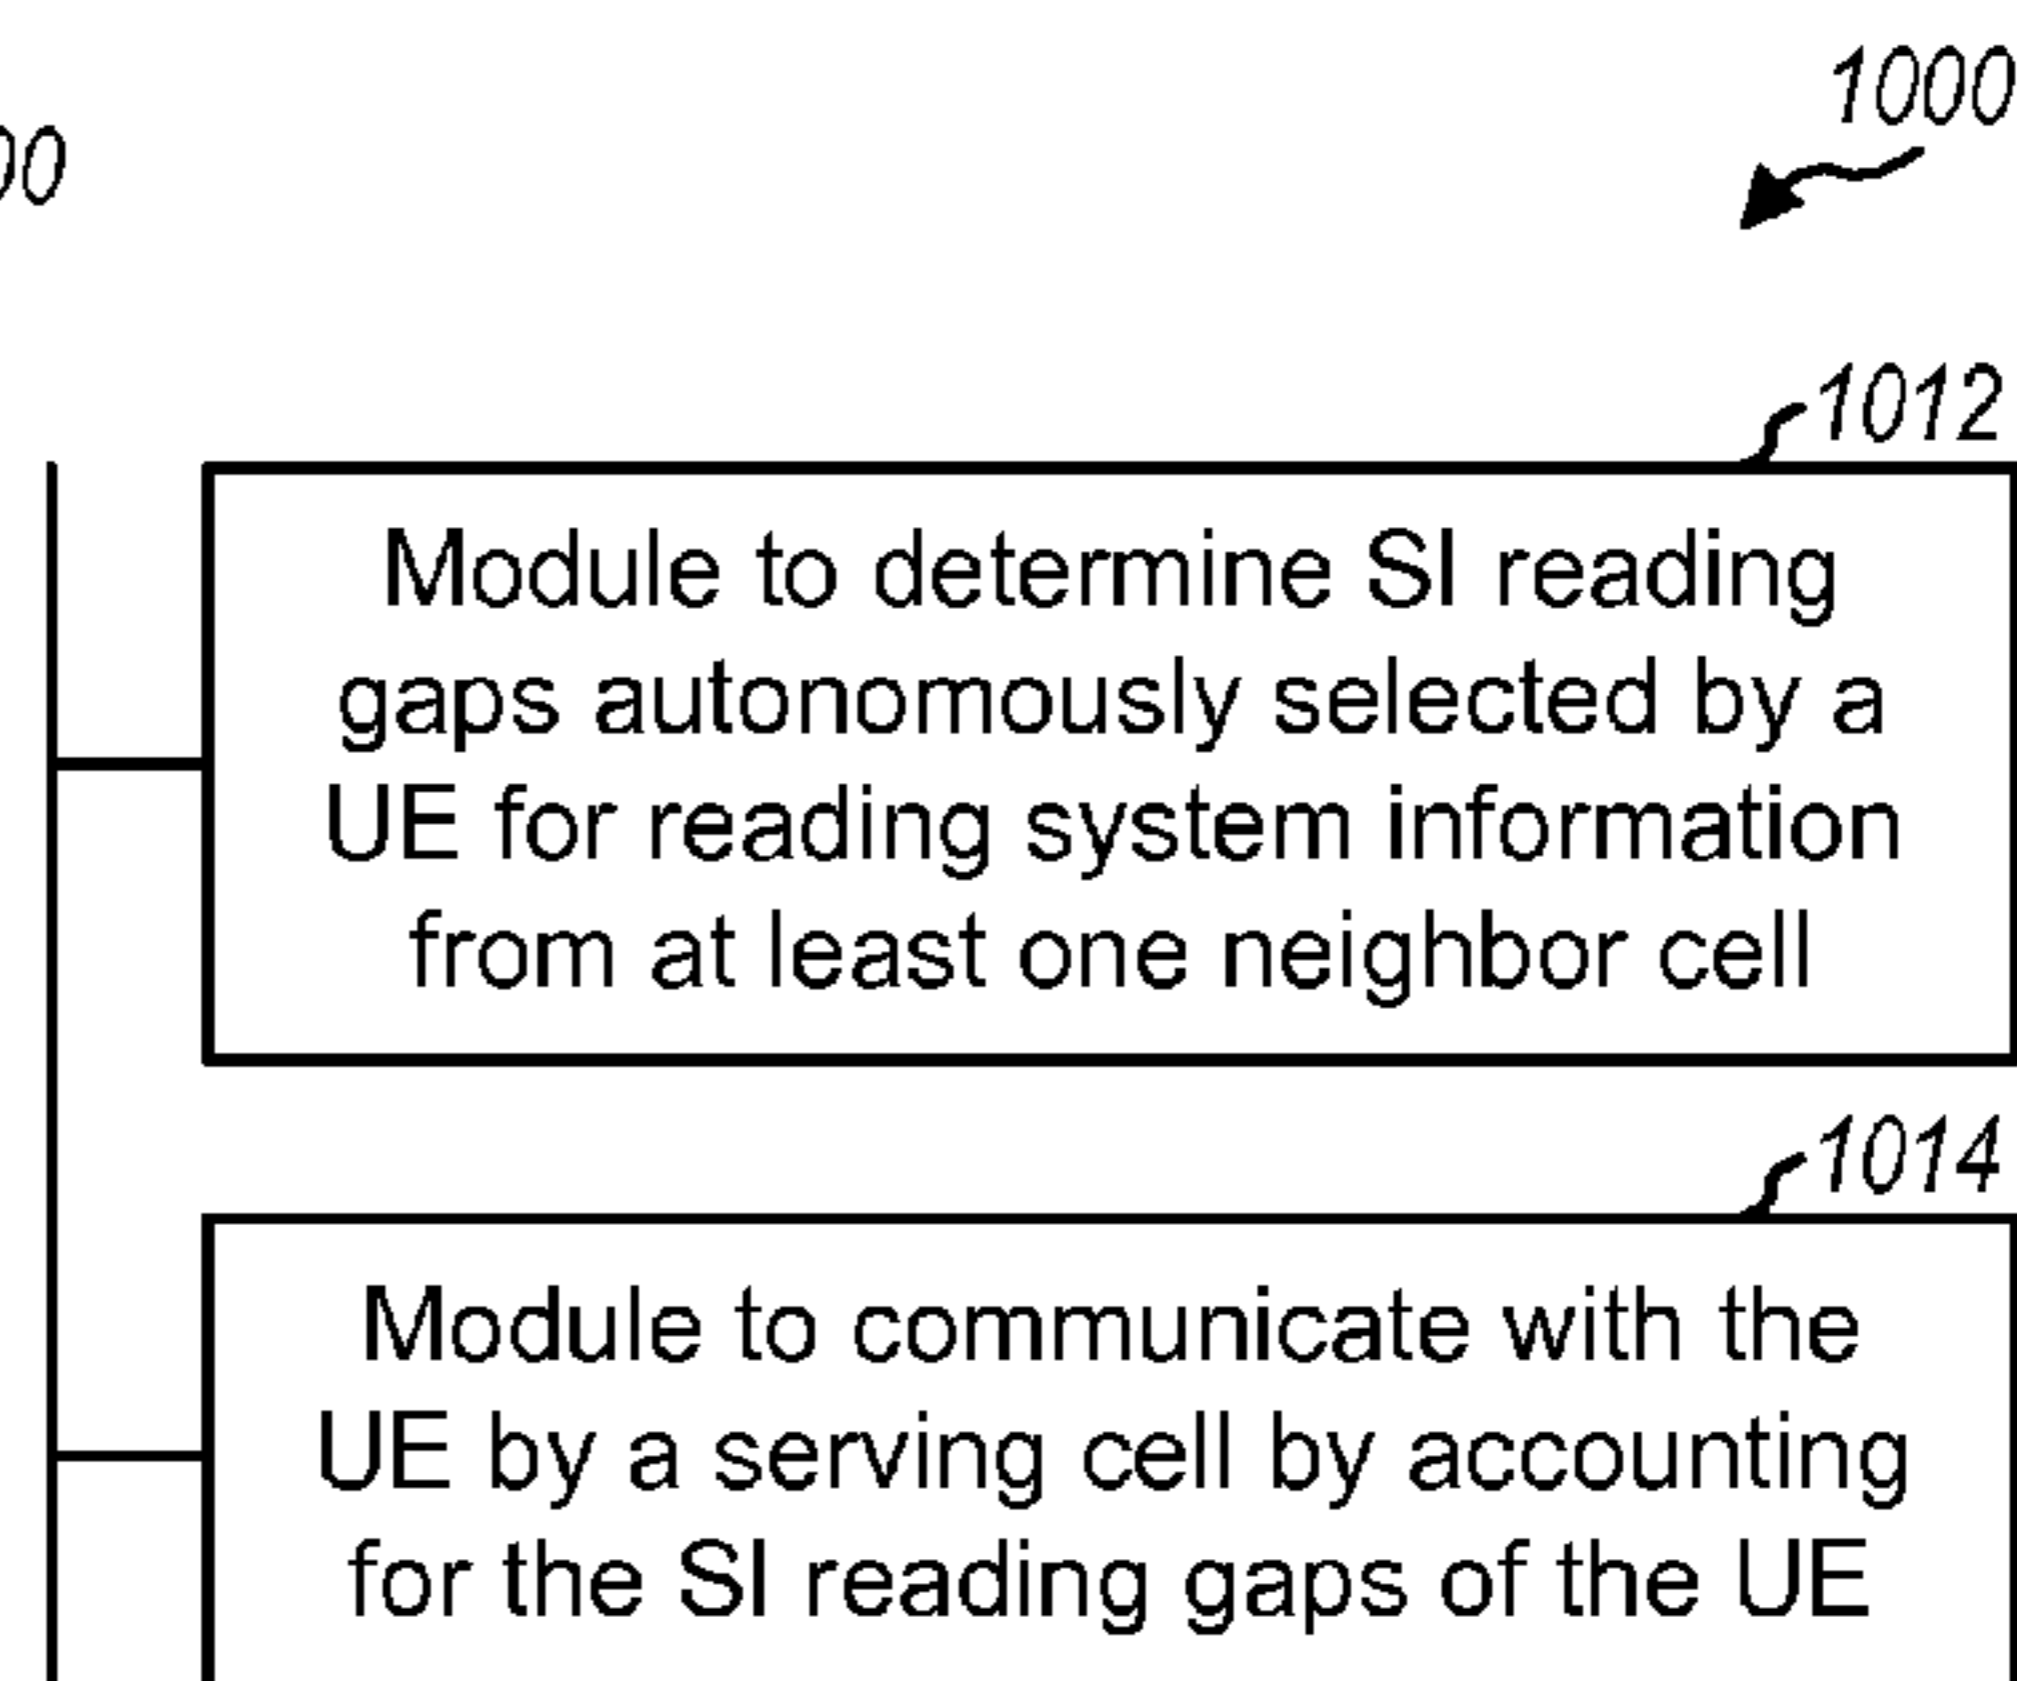 1000
00
1012
Module to determine SI reading
gaps autonomously selected by a
UE for reading system information
from at least one neighbor cell
1014
Module to communicate with the
UE by a serving cell by accounting
for the SI reading gaps of the UE